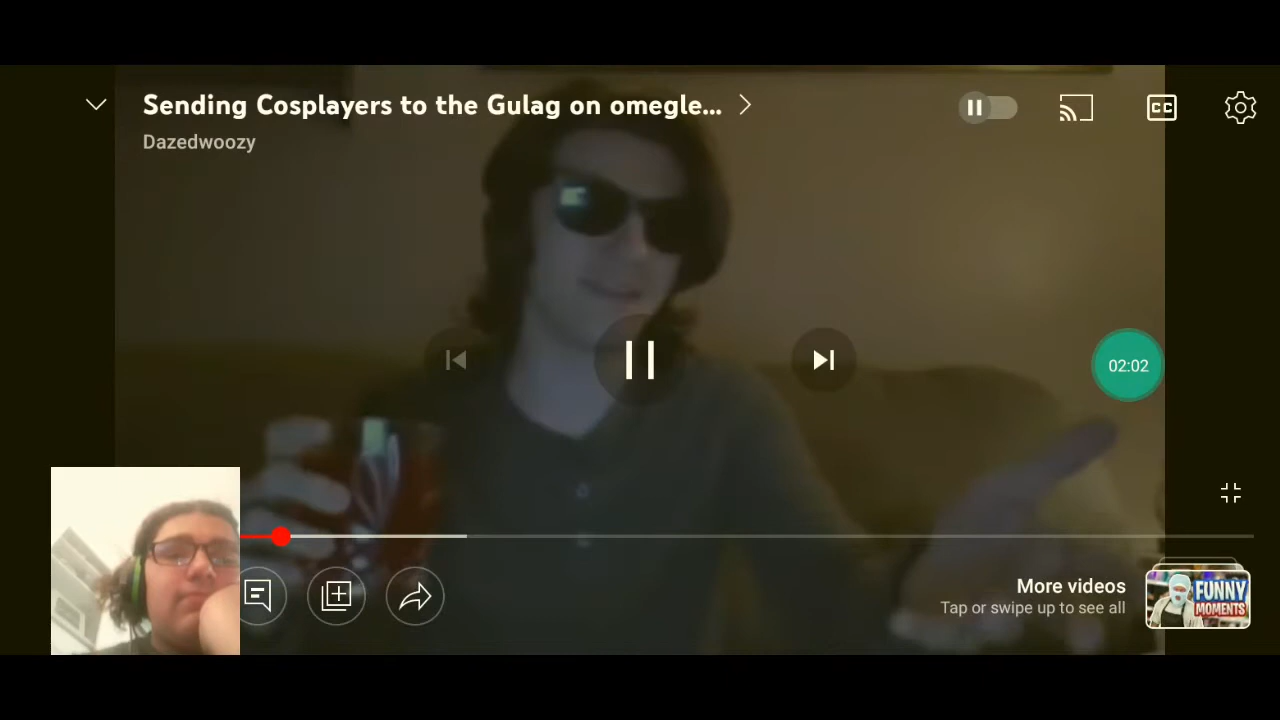 Sending Cosplayers to the Gulag on omegle...
Dazedwoozy
CC
02:02
More videos
Tap or swipe up to see all
FUNNY
MOMENTS